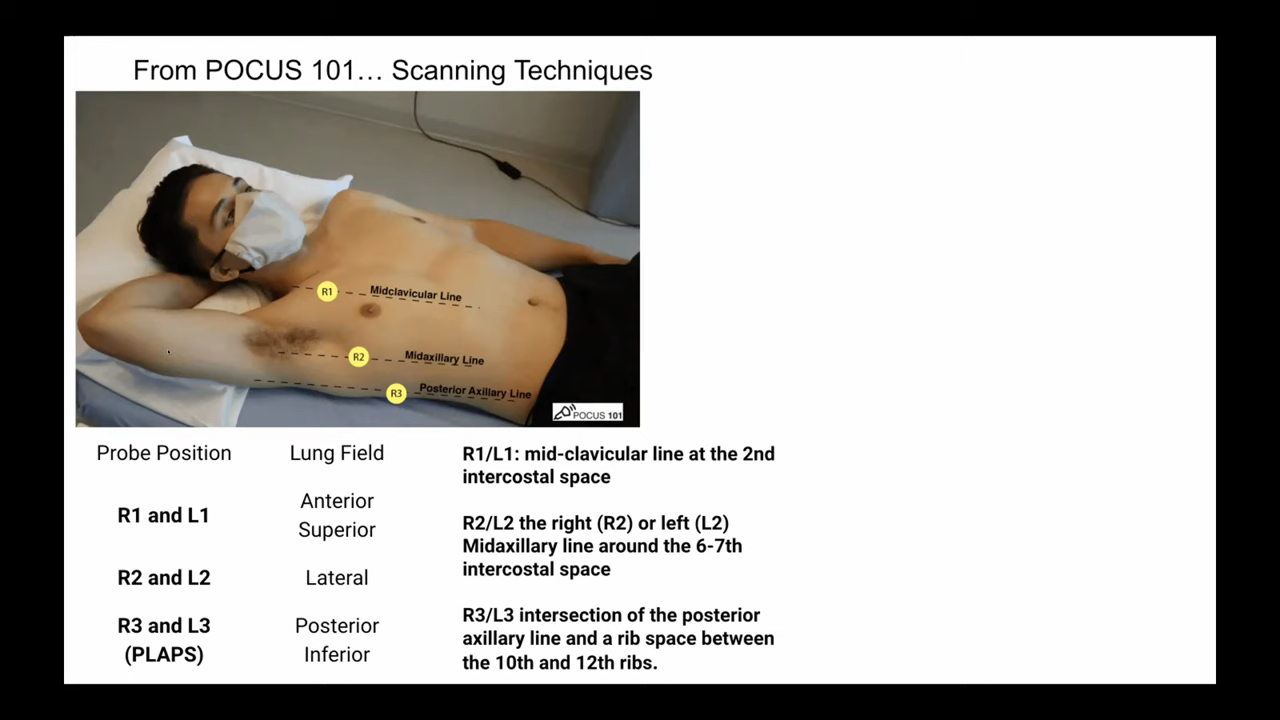 From POCUS 101... Scanning Techniques
R1
Midclavicular Line
R2
Midaxillary Line
R3
Posterior Axillary Line
POCUS 101
Probe Position
Lung Field
R1 and L1
Anterior
Superior
R2 and L2
Lateral
R3 and L3
(PLAPS)
Posterior
Inferior
R1/L1: mid-clavicular line at the 2nd
intercostal space
R2/L2 the right (R2) or left (L2)
Midaxillary line around the 6-7th
intercostal space
R3/L3 intersection of the posterior
axillary line and a rib space between
the 10th and 12th ribs.